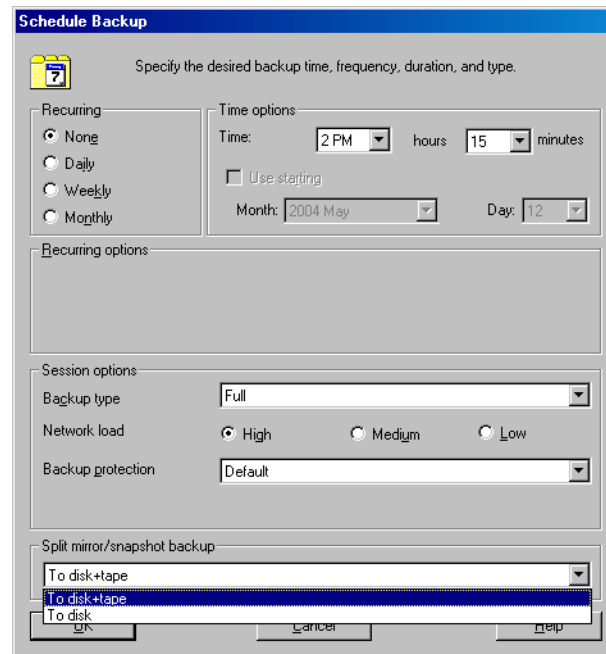 Schedule Backup
7
Specify the desired backup time, frequency, duration, and type.
Recurring
None
Daily
Weekly
Monthly
Time options
Time: 2 PM hours 15 minutes
Use starting
Month: 2004 May Day: 12
Recurring options
Session options
Backup type Full
Network load High Medium Low
Backup protection Default
Split mirror/snapshot backup
To disk+tape
To disk+tape
To disk
OK Cancel Help